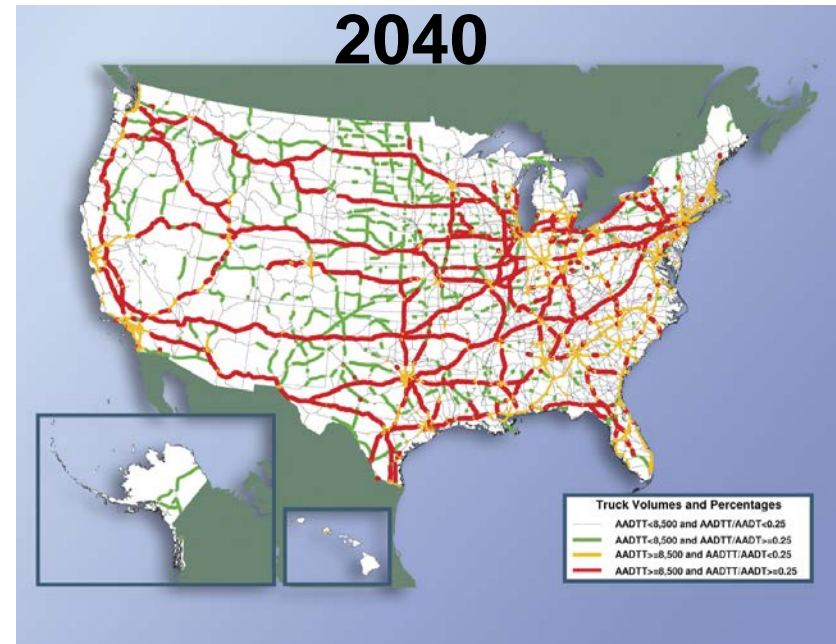 2040
Truck Volumes and Percentages
AADTT<8,500 and AADTT/AADT<0.25
AADTT<8,500 and AADTT/AADT>=0.25
AADTT>=8,500 and AADTT/AADT<0.25
AADTT>=8,500 and AADTT/AADT>=0.25